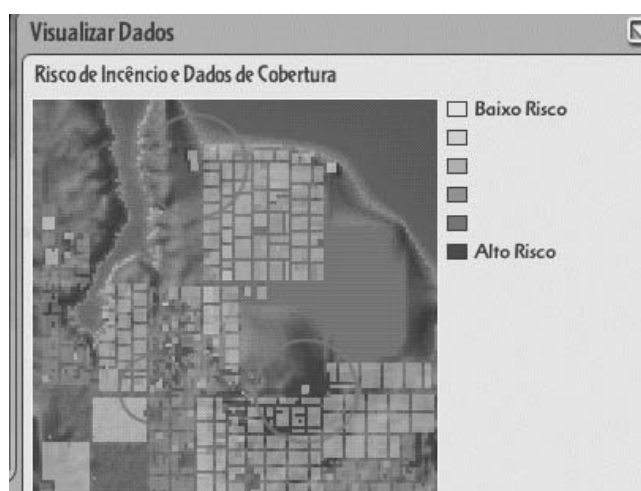 Visualizar Dados
Risco de Incêncio e Dados de Cobertura
Baixo Risco
Alto Risco